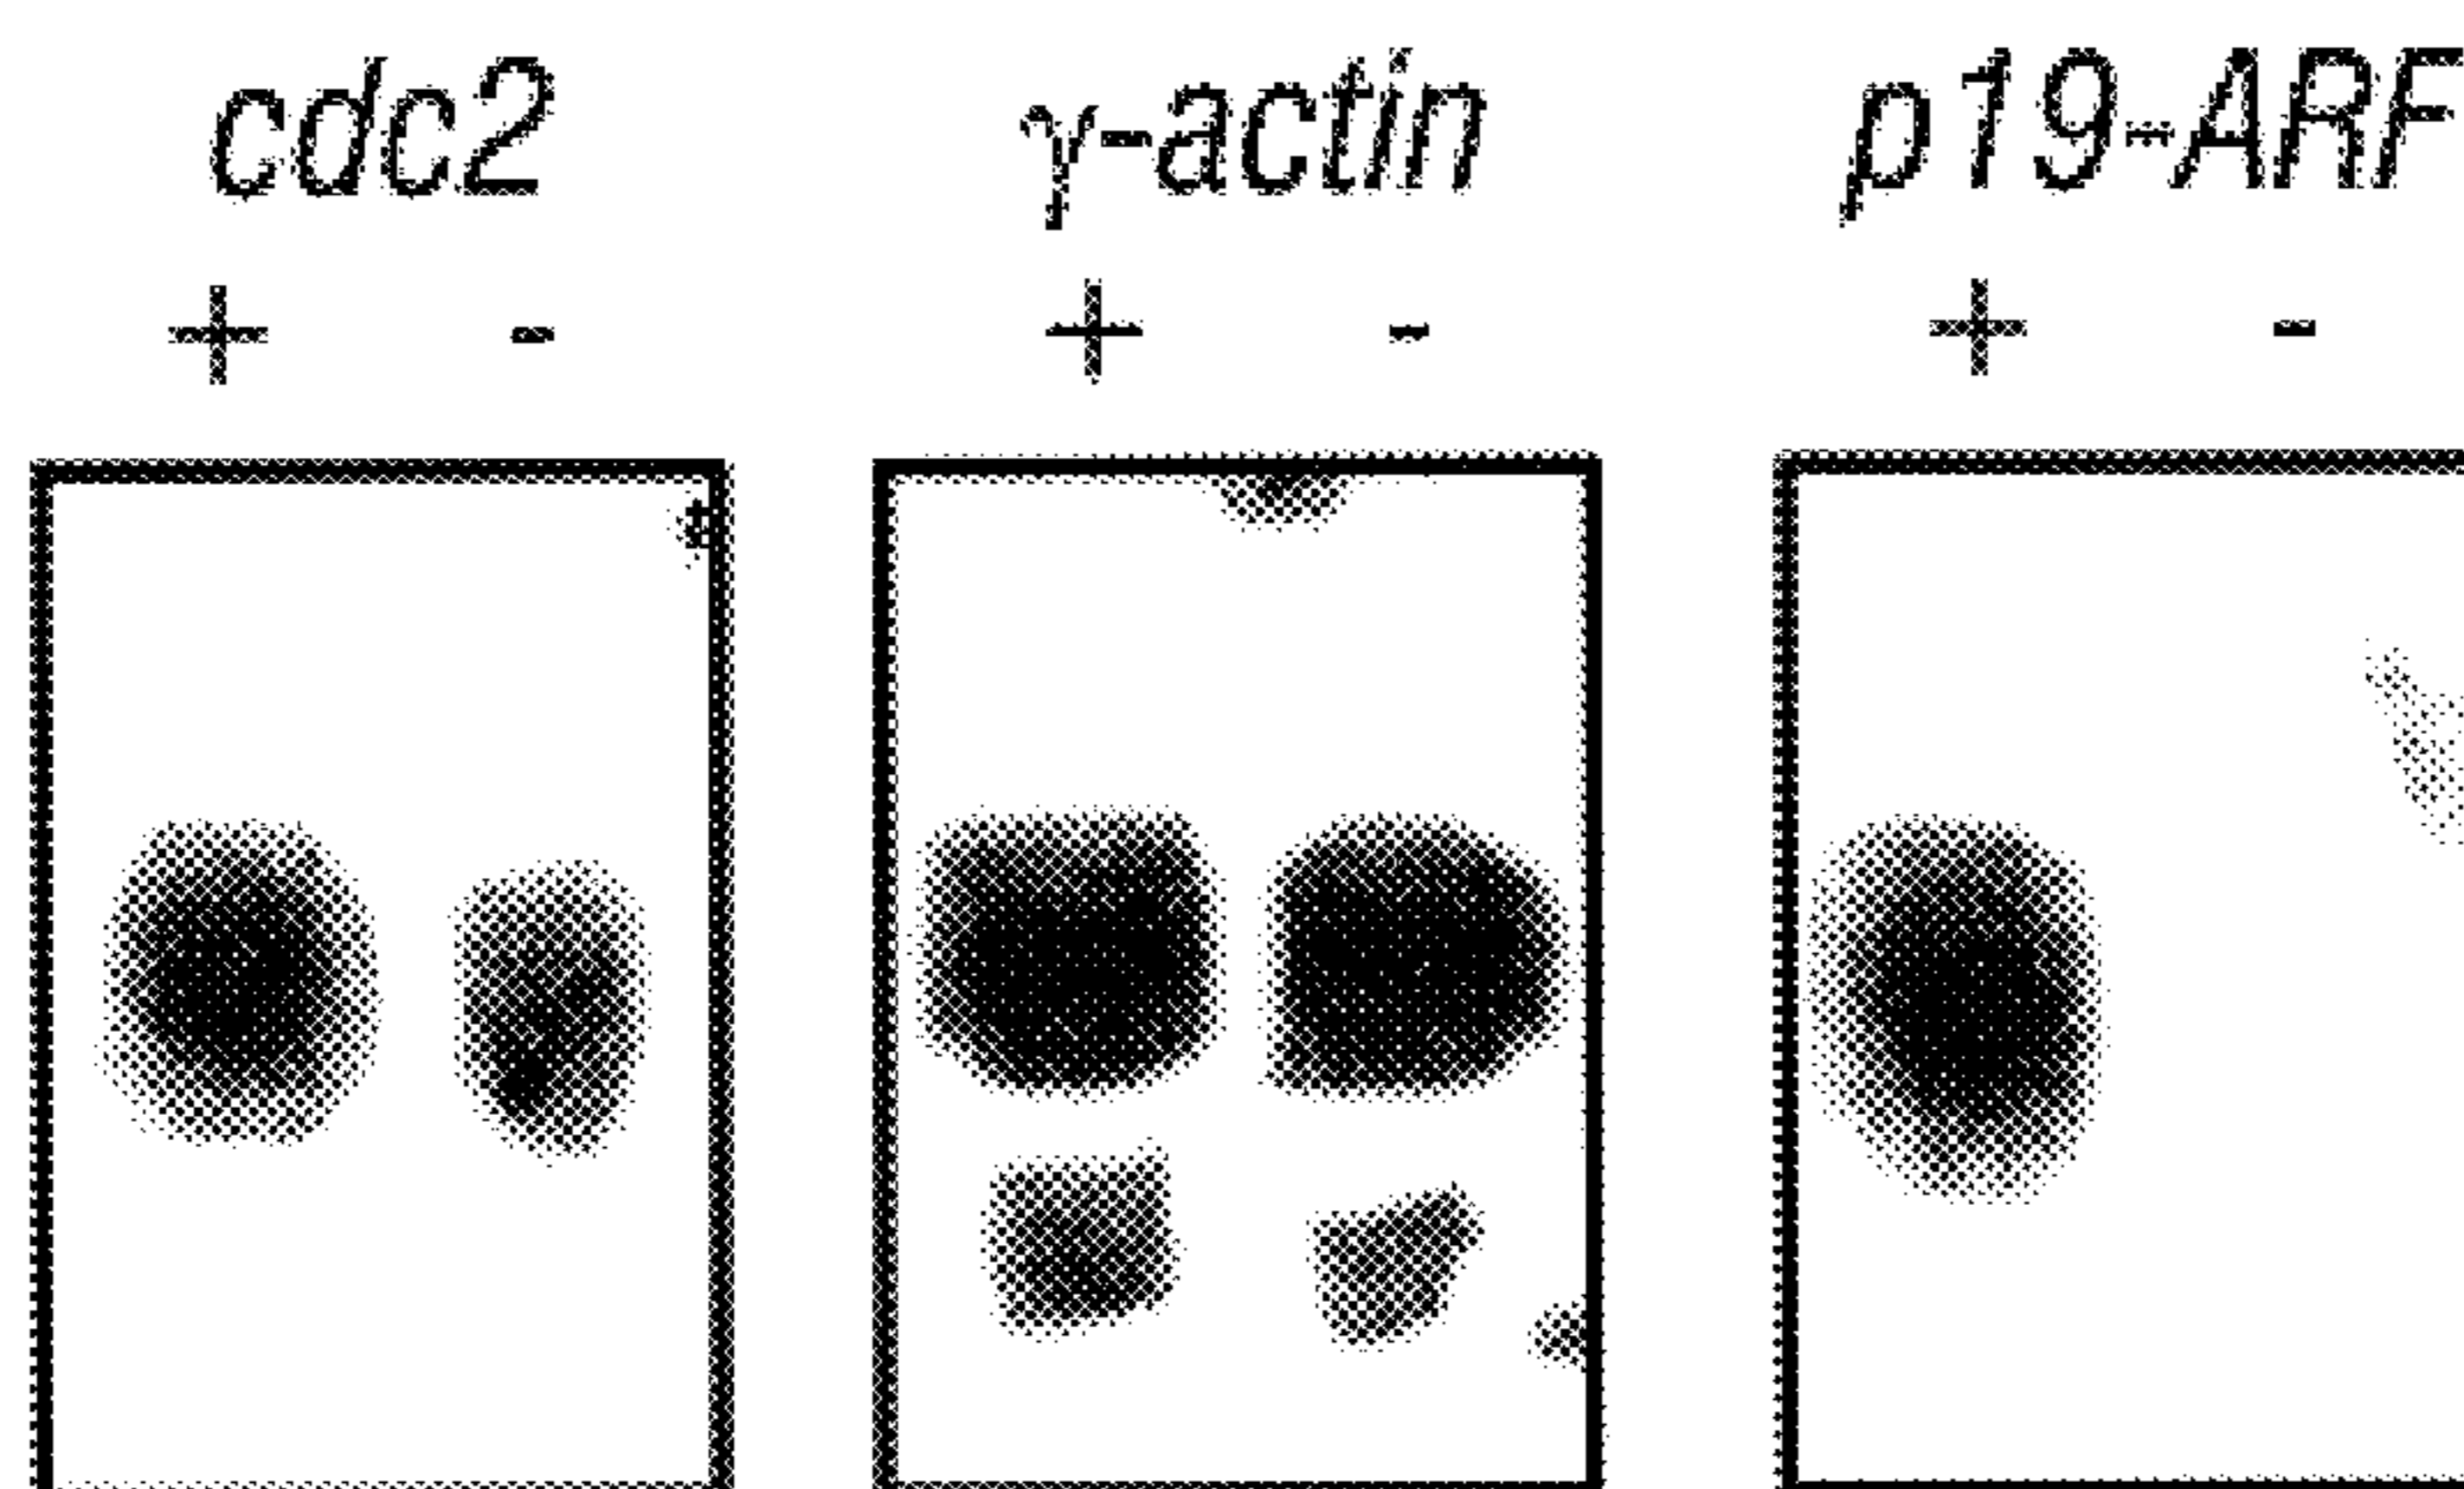 cdc2 γ-actin p19-ARF
+ - + - + -